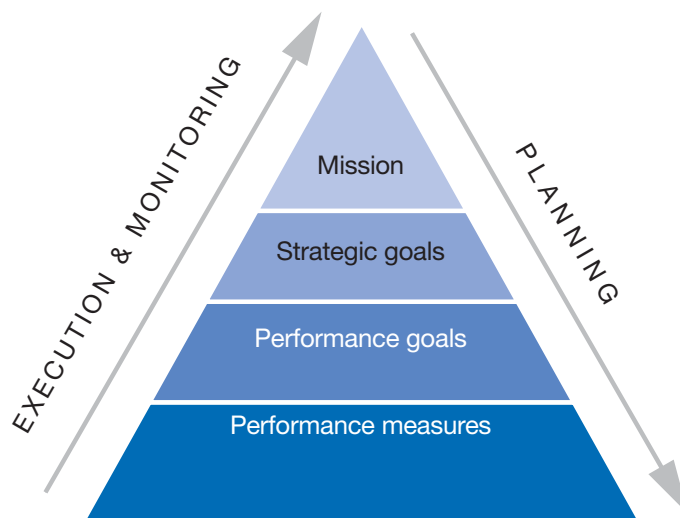 EXECUTION & MONITORING
PLANNING
Mission
Strategic goals
Performance goals
Performance measures